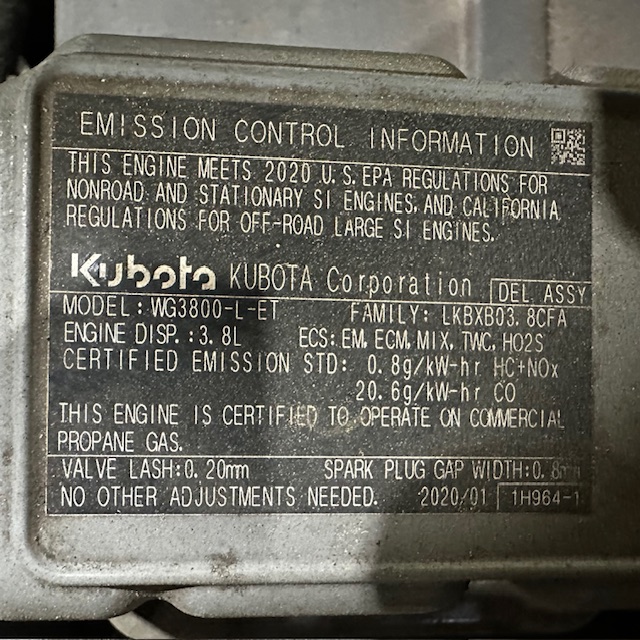 EMISSION CONTROL INFORMATION
THIS ENGINE MEETS 2020 U.S. EPA REGULATIONS FOR
NONROAD AND STATIONARY SI ENGINES, AND CALIFORNIA
REGULATIONS FOR OFF-ROAD LARGE SI ENGINES.
Kubota KUBOTA Corporation DEL. ASSY
MODEL: WG3800-L-ET FAMILY: LKBXB03.8CFA
ENGINE DISP.: 3.8L ECS: EM, ECM, MIX, TWC, HO2S
CERTIFIED EMISSION STD: 0.8g/kW-hr HC+NOx
20.6g/kW-hr CO
THIS ENGINE IS CERTIFIED TO OPERATE ON COMMERCIAL
PROPANE GAS.
VALVE LASH: 0.20mm SPARK PLUG GAP WIDTH: 0.8mm
NO OTHER ADJUSTMENTS NEEDED. 2020/01 1H964-1